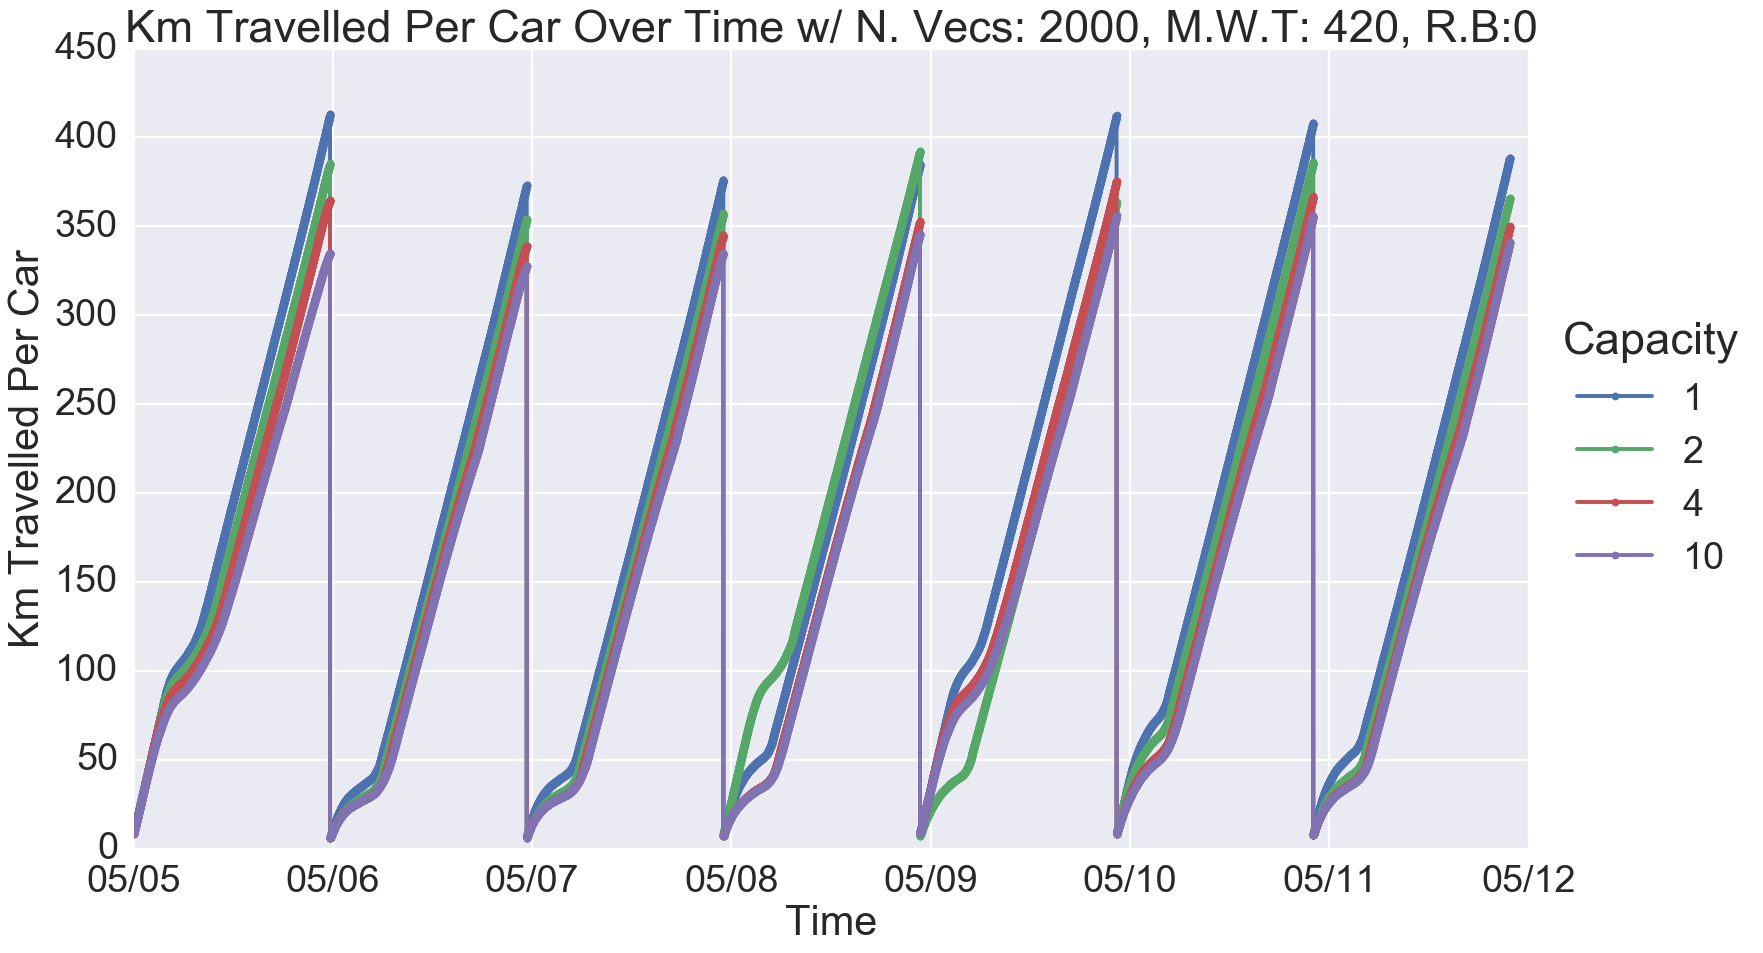 Km Travelled Per Car Over Time w/ N. Vecs: 2000, M.W.T: 420, R.B:0
450
400
350
300
250
200
150
100
50
0
Km Travelled Per Car
05/05 05/06 05/07 05/08 05/09 05/10 05/11 05/12
Time
Capacity
1
2
4
10